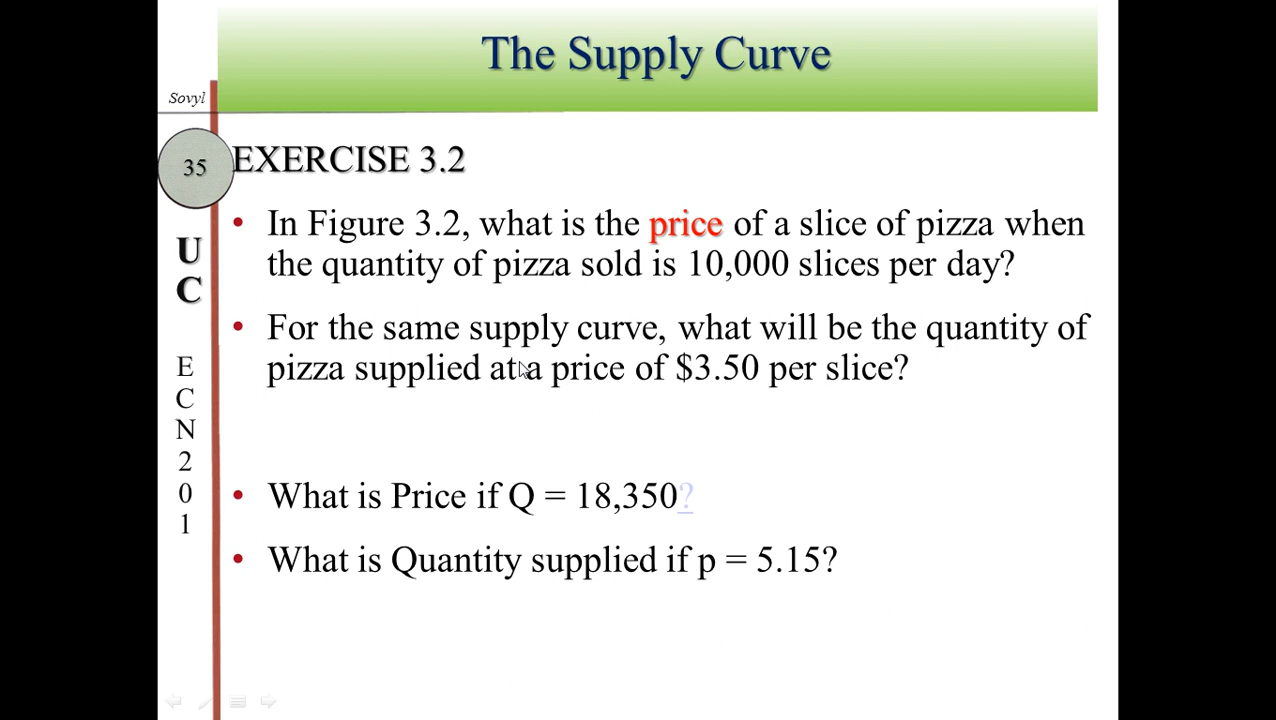 The Supply Curve
Sovyl
35
EXERCISE 3.2
• In Figure 3.2, what is the price of a slice of pizza when
the quantity of pizza sold is 10,000 slices per day?
• For the same supply curve, what will be the quantity of
pizza supplied at a price of $3.50 per slice?
• What is Price if Q = 18,350?
• What is Quantity supplied if p = 5.15?
U
C
E
C
N
2
0
1